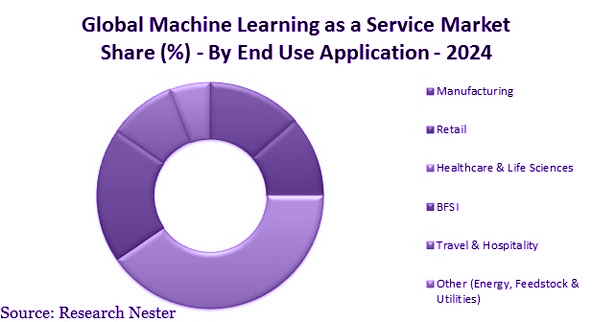 Global Machine Learning as a Service Market
Share (%) - By End Use Application - 2024
Manufacturing
Retail
Healthcare & Life Sciences
BFSI
Travel & Hospitality
Other (Energy, Feedstock &
Utilities)
Source: Research Nester